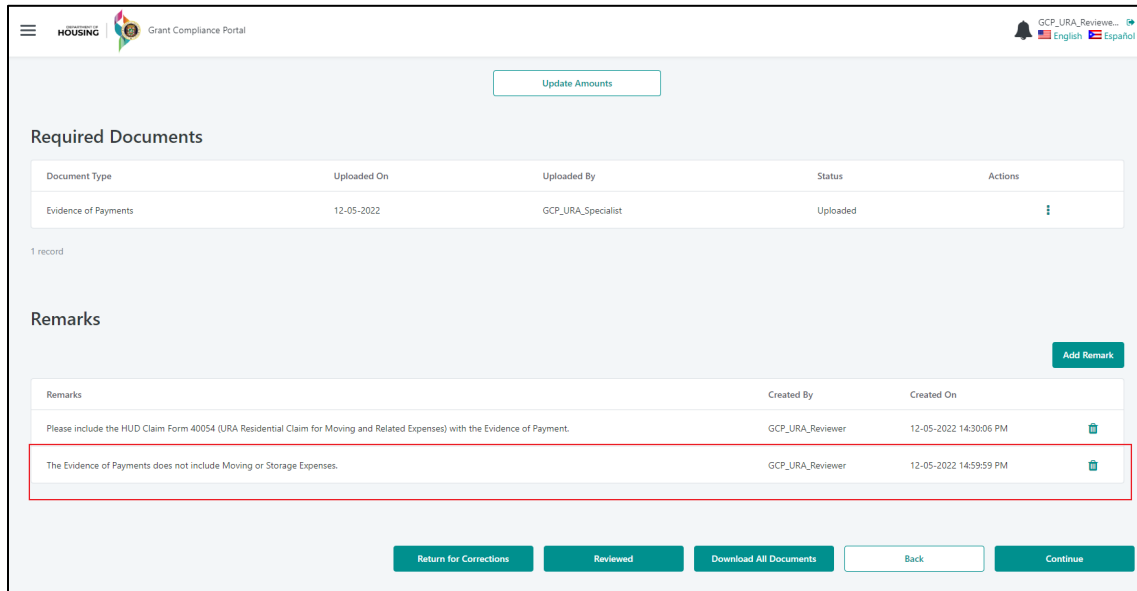 DEPARTMENT OF
HOUSING
Grant Compliance Portal
GCP_URA_Reviewe...
English Español
Update Amounts
Required Documents
Document Type Uploaded On Uploaded By Status Actions
Evidence of Payments 12-05-2022 GCP_URA_Specialist Uploaded
1 record
Remarks
Add Remark
Remarks Created By Created On
Please include the HUD Claim Form 40054 (URA Residential Claim for Moving and Related Expenses) with the Evidence of Payment. GCP_URA_Reviewer 12-05-2022 14:30:06 PM
The Evidence of Payments does not include Moving or Storage Expenses. GCP_URA_Reviewer 12-05-2022 14:59:59 PM
Return for Corrections Reviewed Download All Documents Back Continue